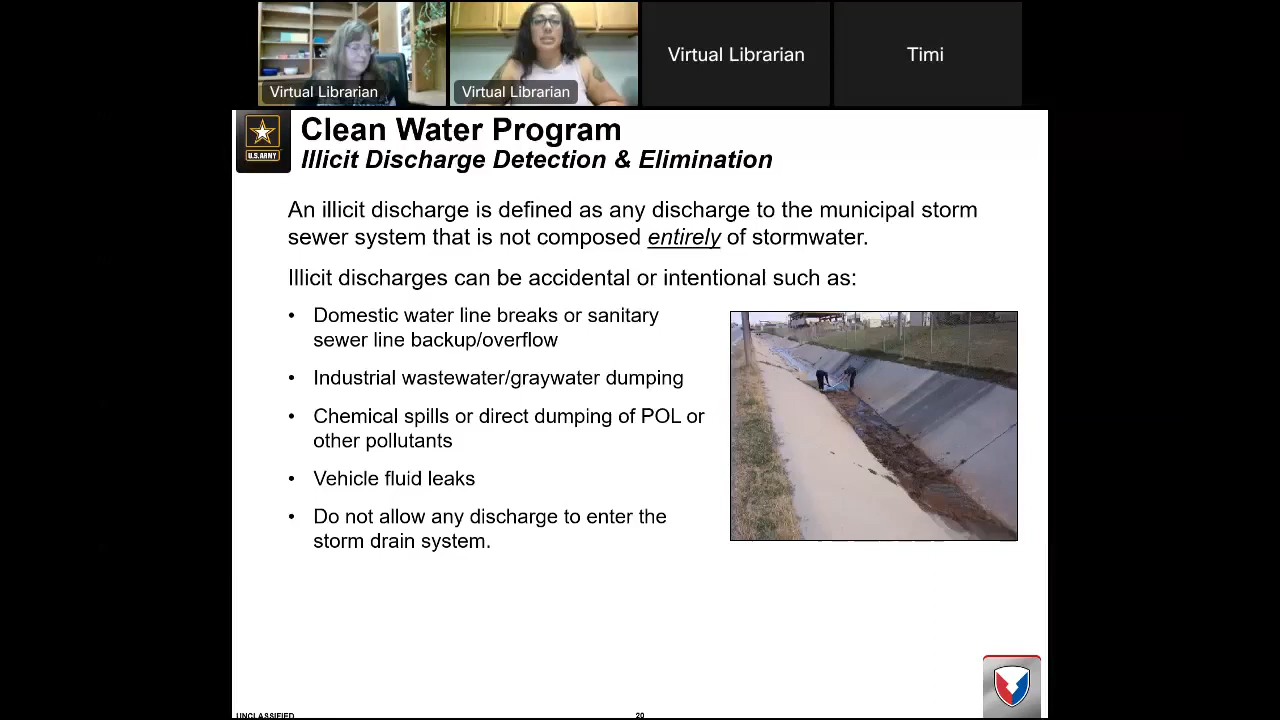 Virtual Librarian
Virtual Librarian
Virtual Librarian
Timi
U.S.ARMY
Clean Water Program
Illicit Discharge Detection & Elimination
An illicit discharge is defined as any discharge to the municipal storm
sewer system that is not composed entirely of stormwater.
Illicit discharges can be accidental or intentional such as:
• Domestic water line breaks or sanitary
sewer line backup/overflow
• Industrial wastewater/graywater dumping
• Chemical spills or direct dumping of POL or
other pollutants
• Vehicle fluid leaks
• Do not allow any discharge to enter the
storm drain system.
UNCLASSIFIED
20